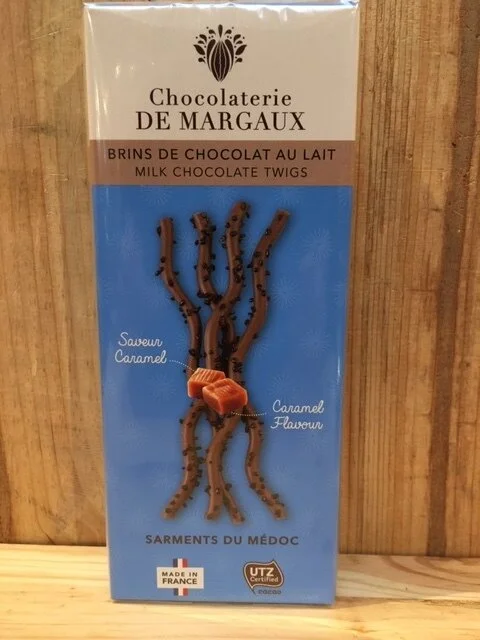 Chocolaterie
DE MARGAUX
BRINS DE CHOCOLAT AU LAIT
MILK CHOCOLATE TWIGS
Saveur
Caramel
Caramel
Flavour
SARMENTS DU MÉDOC
MADE IN
FRANCE
UTZ
Certified
cacao